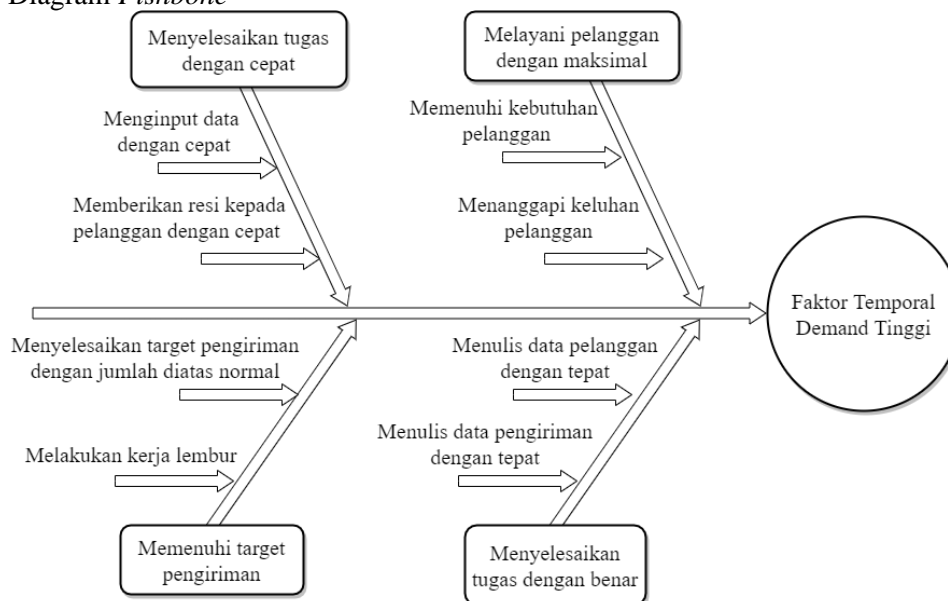 Diagram Fishbone
Menyelesaikan tugas
dengan cepat
Melayani pelanggan
dengan maksimal
Menginput data
dengan cepat
Memenuhi kebutuhan
pelanggan
Memberikan resi kepada
pelanggan dengan cepat
Menanggapi keluhan
pelanggan
Faktor Temporal
Demand Tinggi
Menyelesaikan target pengiriman
dengan jumlah diatas normal
Menulis data pelanggan
dengan tepat
Melakukan kerja lembur
Menulis data pengiriman
dengan tepat
Memenuhi target
pengiriman
Menyelesaikan
tugas dengan benar